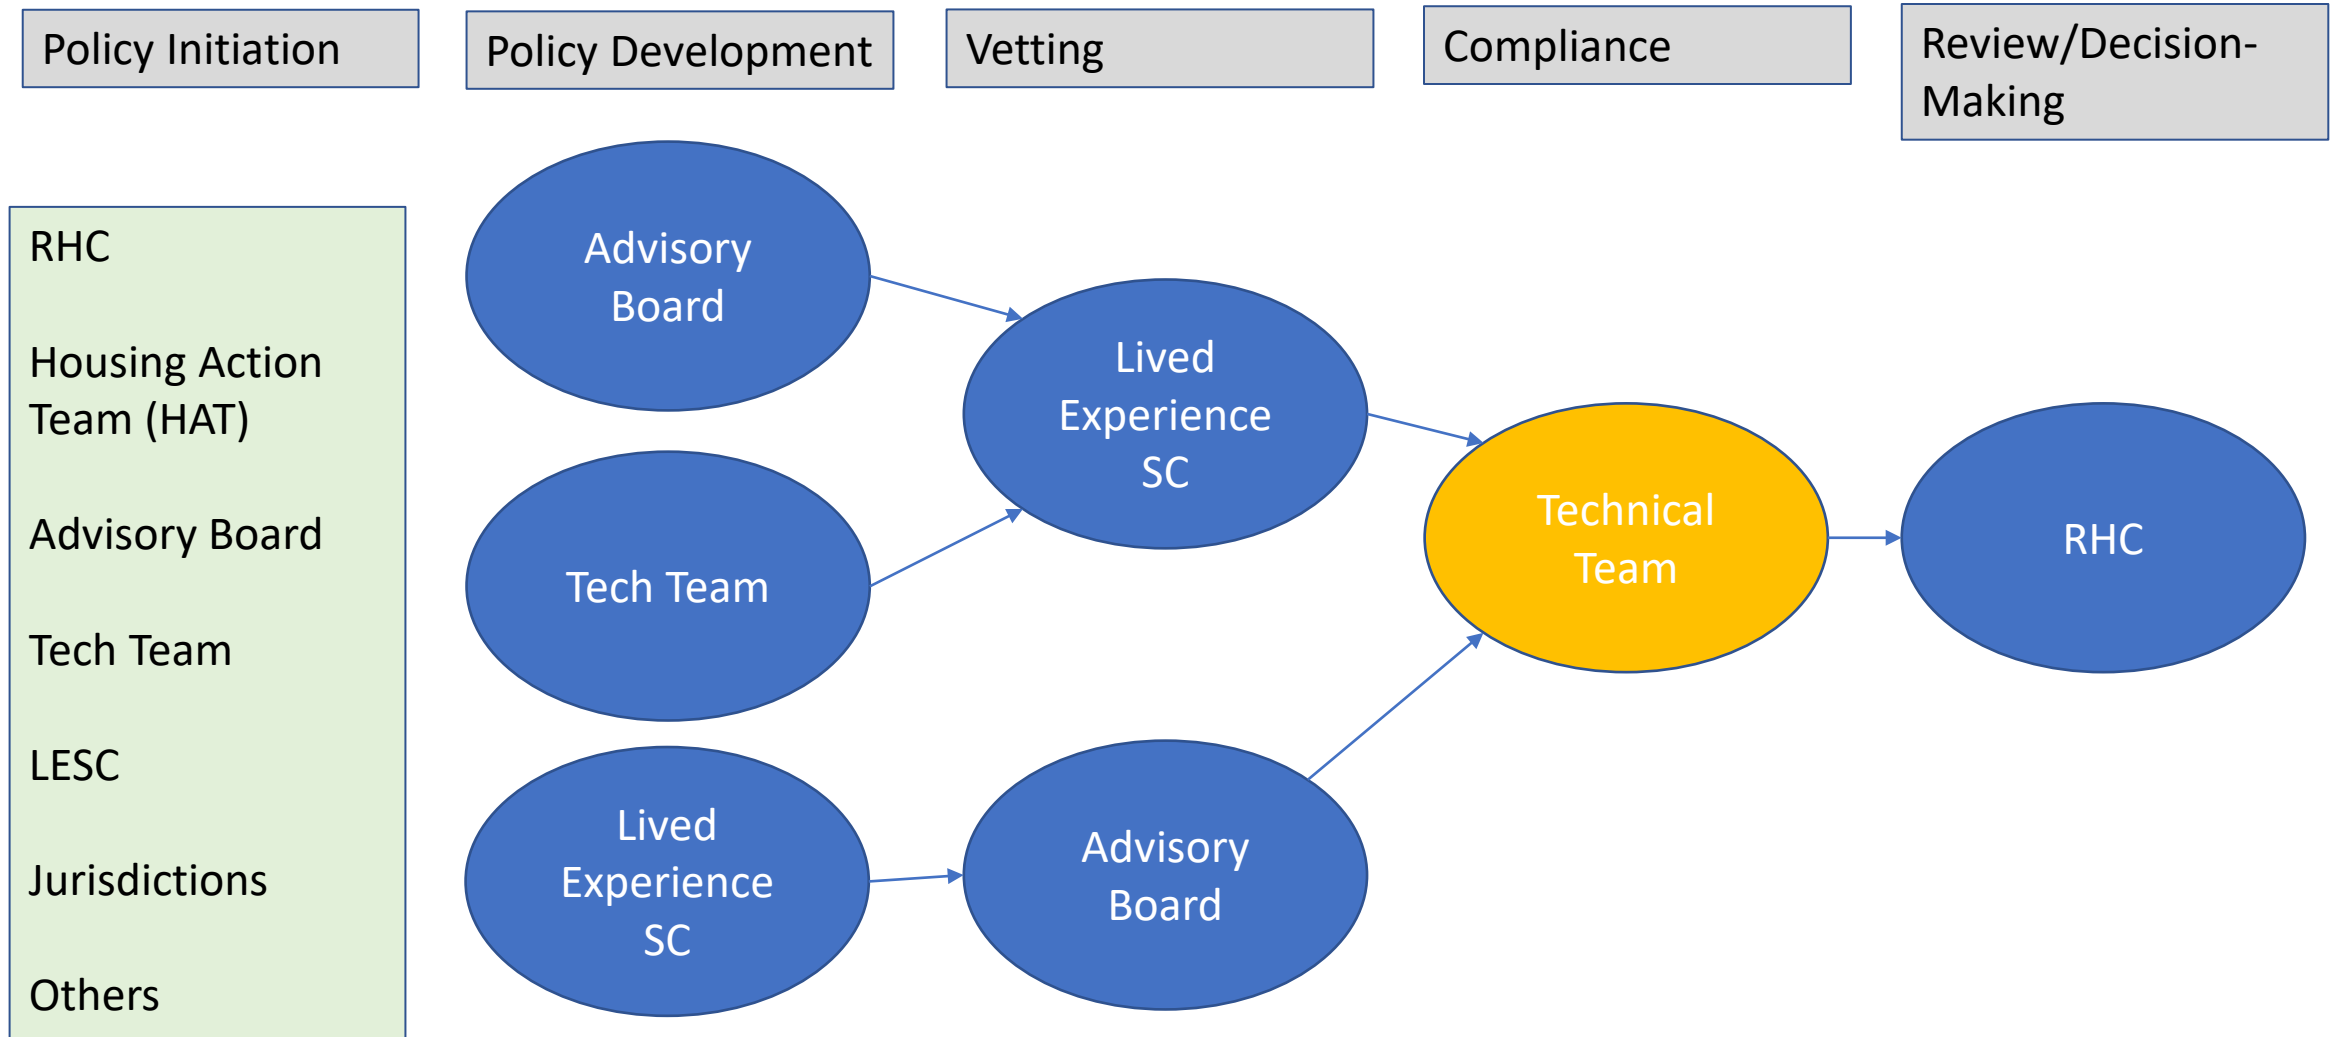 Policy Initiation
Policy Development
Vetting
Compliance
Review/Decision-
Making
RHC
Housing Action
Team (HAT)
Advisory Board
Tech Team
LESC
Jurisdictions
Others
Advisory
Board
Tech Team
Lived
Experience
SC
Lived
Experience
SC
Advisory
Board
Technical
Team
RHC